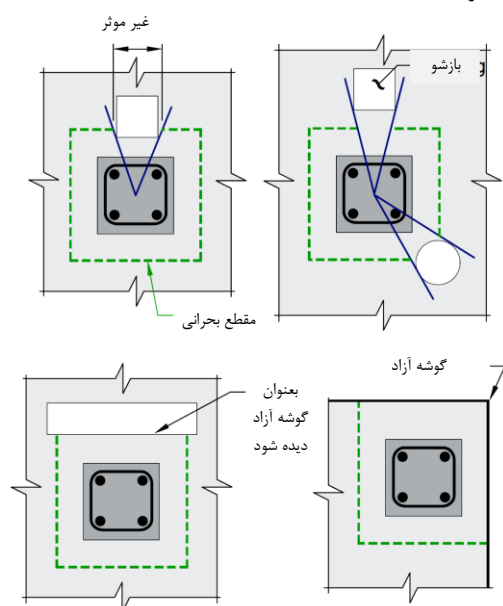 غیر موثر
بازشو
مقطع بحرانی
بعنوان
گوشه آزاد
دیده شود
گوشه آزاد